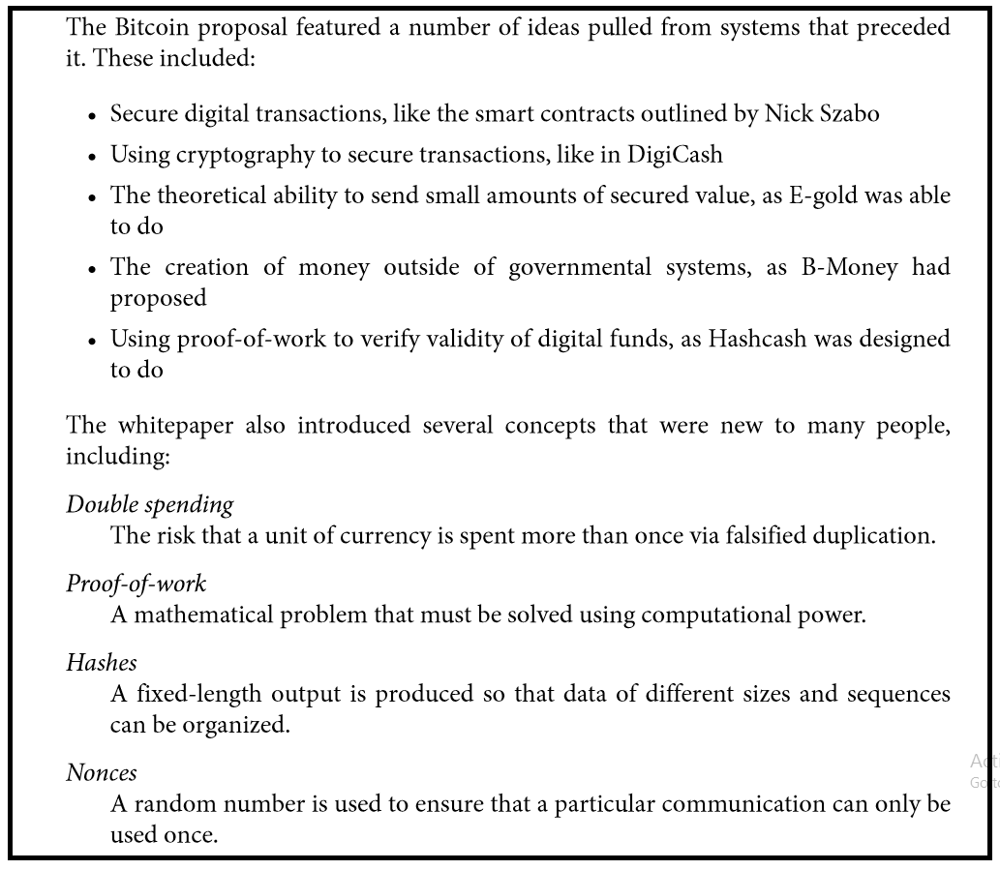 The Bitcoin proposal featured a number of ideas pulled from systems that preceded
it. These included:
• Secure digital transactions, like the smart contracts outlined by Nick Szabo
• Using cryptography to secure transactions, like in DigiCash
• The theoretical ability to send small amounts of secured value, as E-gold was able
to do
• The creation of money outside of governmental systems, as B-Money had
proposed
• Using proof-of-work to verify validity of digital funds, as Hashcash was designed
to do
The whitepaper also introduced several concepts that were new to many people,
including:
Double spending
The risk that a unit of currency is spent more than once via falsified duplication.
Proof-of-work
A mathematical problem that must be solved using computational power.
Hashes
A fixed-length output is produced so that data of different sizes and sequences
can be organized.
Nonces
A random number is used to ensure that a particular communication can only be
used once.